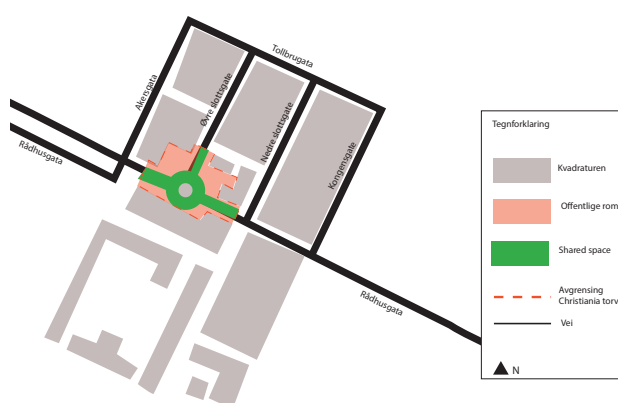 Tollbrugata
Akersgata
Øvre slottsgate
Nedre slottsgate
Kongensgate
Rådhusgata
Rådhusgata
Tegnforklaring
Kvadraturen
Offentlige rom
Shared space
Avgrensing
Christiania torv
Vei
N